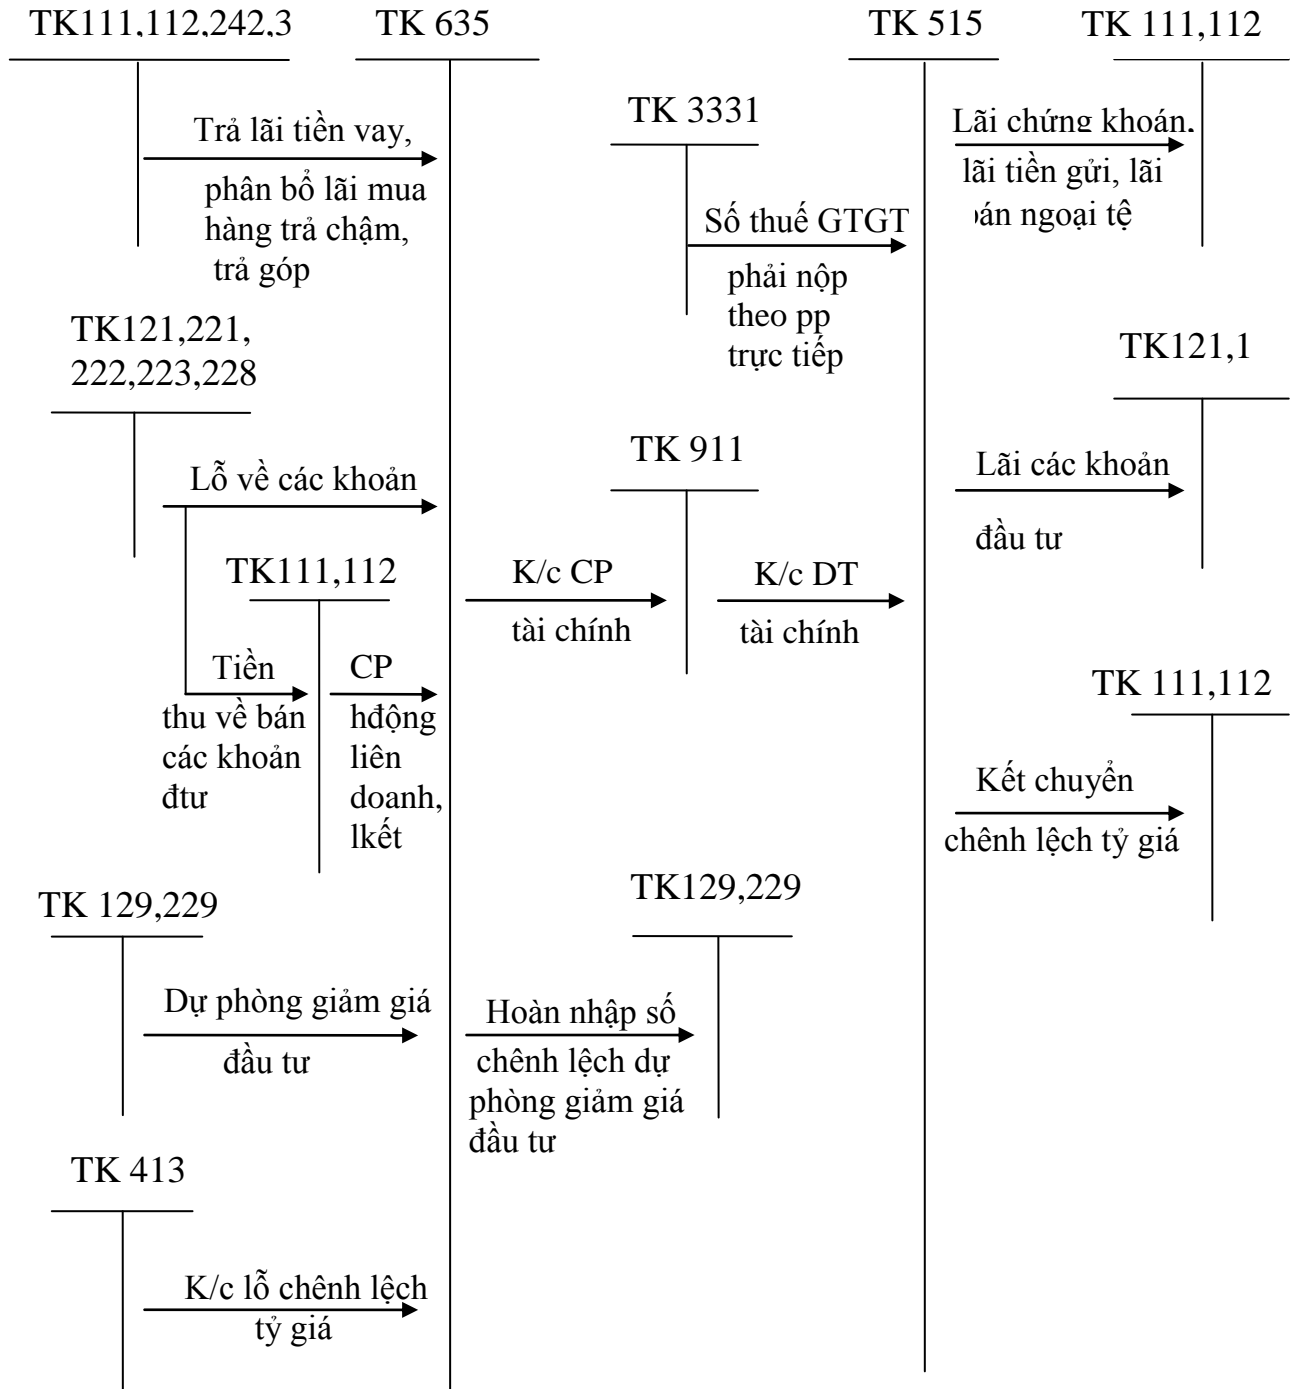 TK111,112,242,3
TK 635
TK 515
TK 111,112
Trả lãi tiền vay,
phân bổ lãi mua
hàng trả chậm,
trả góp
TK 3331
Số thuế GTGT
phải nộp
theo pp
trực tiếp
Lãi chứng khoán,
lãi tiền gửi, lãi
bán ngoại tệ
TK121,221,
222,223,228
Lỗ về các khoản
TK111,112
Tiền
thu về bán
các khoản
đtư
CP
hđộng
liên
doanh,
lkết
TK 911
K/c CP
tài chính
K/c DT
tài chính
TK121,1
Lãi các khoản
đầu tư
TK 111,112
Kết chuyển
chênh lệch tỷ giá
TK 129,229
Dự phòng giảm giá
đầu tư
TK129,229
Hoàn nhập số
chênh lệch dự
phòng giảm giá
đầu tư
TK 413
K/c lỗ chênh lệch
tỷ giá